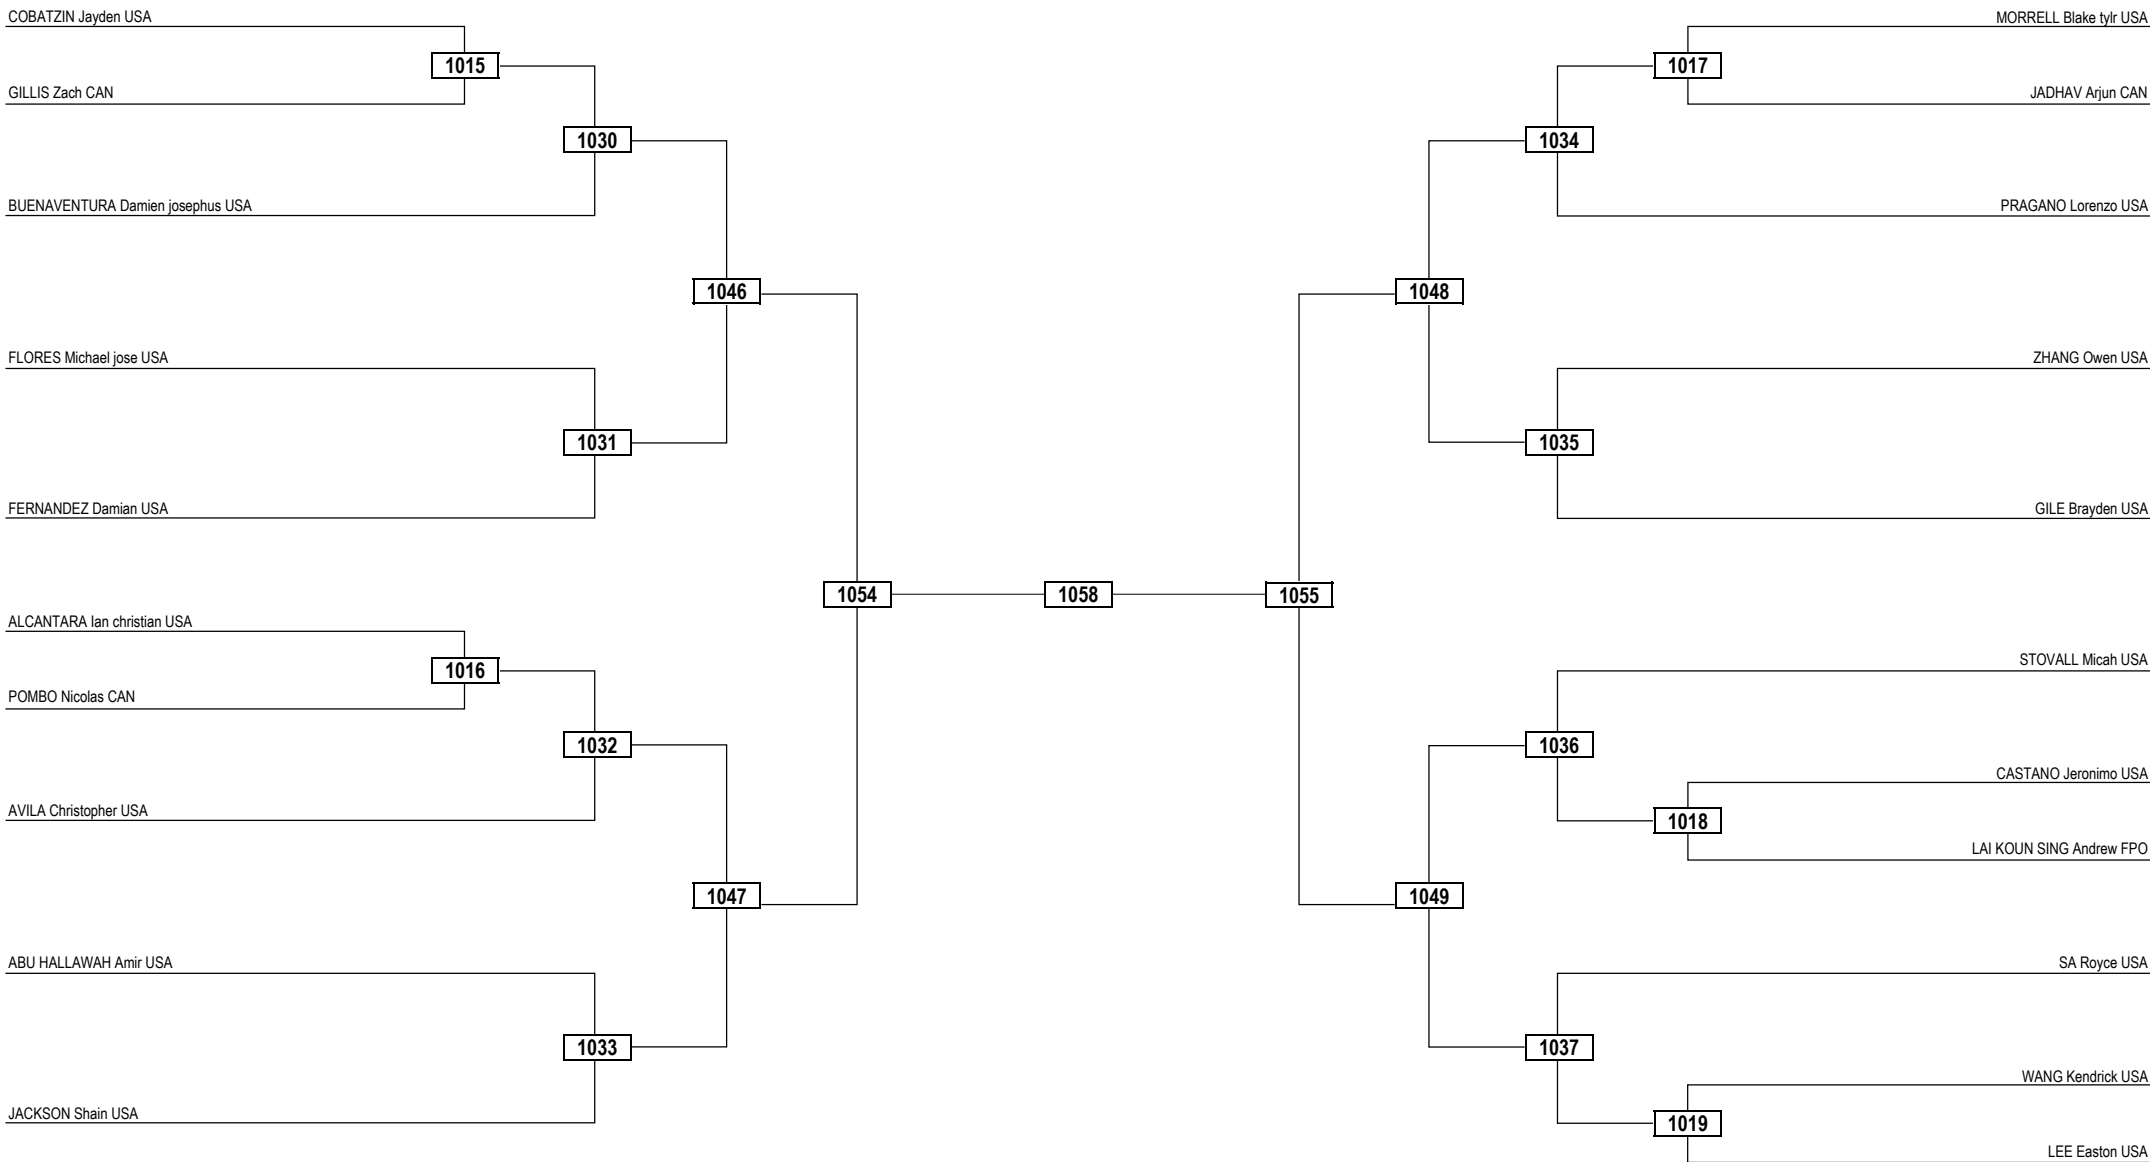 COBATZIN Jayden USA
1015
GILLIS Zach CAN
1030
BUENAVENTURA Damien josephus USA
1046
FLORES Michael jose USA
1031
FERNANDEZ Damian USA
1054
ALCANTARA Ian christian USA
1016
POMBO Nicolas CAN
1032
AVILA Christopher USA
1047
ABU HALLAWAH Amir USA
1033
JACKSON Shain USA
1058
MORRELL Blake tylr USA
1017
JADHAV Arjun CAN
1034
PRAGANO Lorenzo USA
1048
ZHANG Owen USA
1035
GILE Brayden USA
1055
STOVALL Micah USA
1036
CASTANO Jeronimo USA
1018
LAI KOUN SING Andrew FPO
1049
SA Royce USA
1037
WANG Kendrick USA
1019
LEE Easton USA